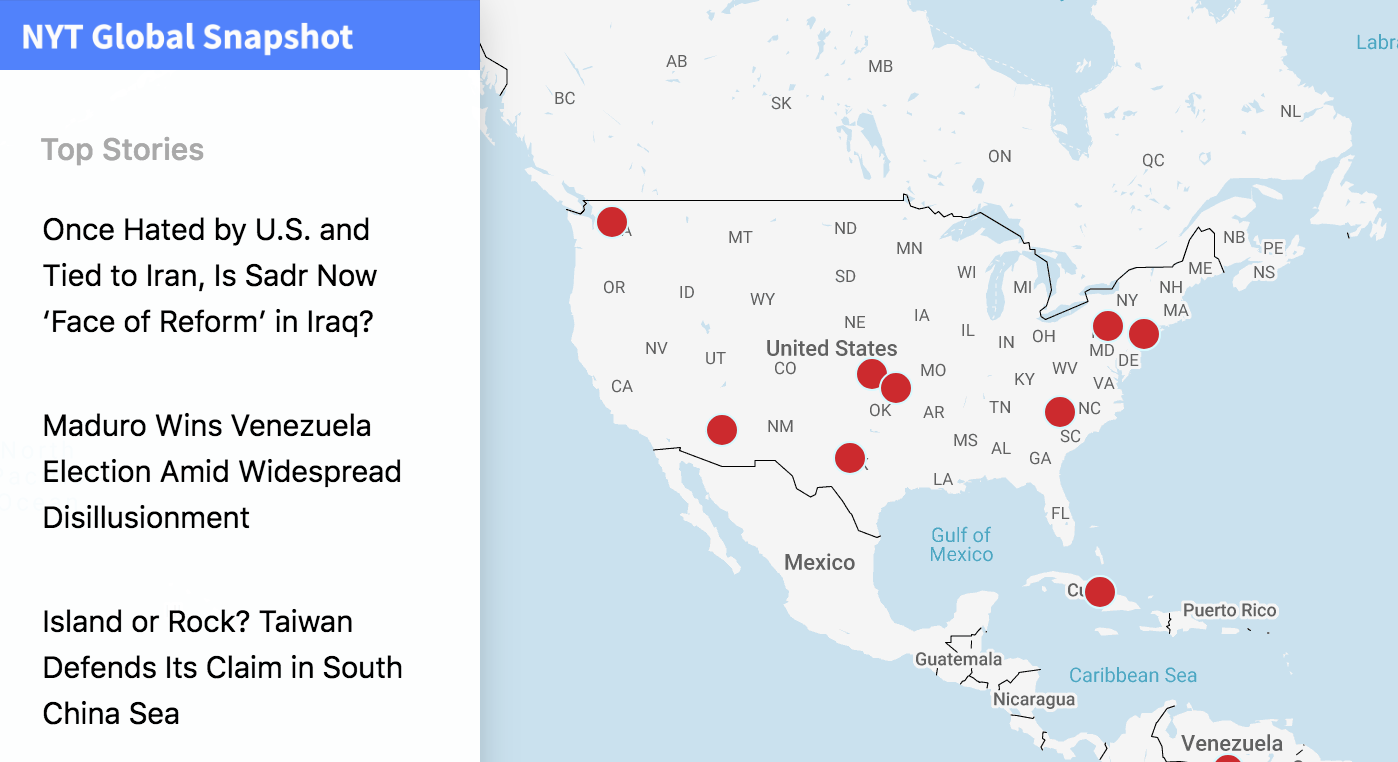 NYT Global Snapshot
Top Stories
Once Hated by U.S. and
Tied to Iran, Is Sadr Now
‘Face of Reform’ in Iraq?
Maduro Wins Venezuela
Election Amid Widespread
Disillusionment
Island or Rock? Taiwan
Defends Its Claim in South
China Sea
AB
MB
BC
SK
NL
ON
QC
MT
ND
MN
NB
PE
OR
ID
WY
SD
WI
MI
ME
NS
NH
NY
MA
NE
IA
IL
IN
OH
NV
UT
United States
CO
MO
KY
WV
MD
DE
VA
CA
NM
OK
AR
TN
NC
MS
AL
SC
GA
LA
FL
Gulf of
Mexico
Mexico
Puerto Rico
Guatemala
Caribbean Sea
Nicaragua
Venezuela